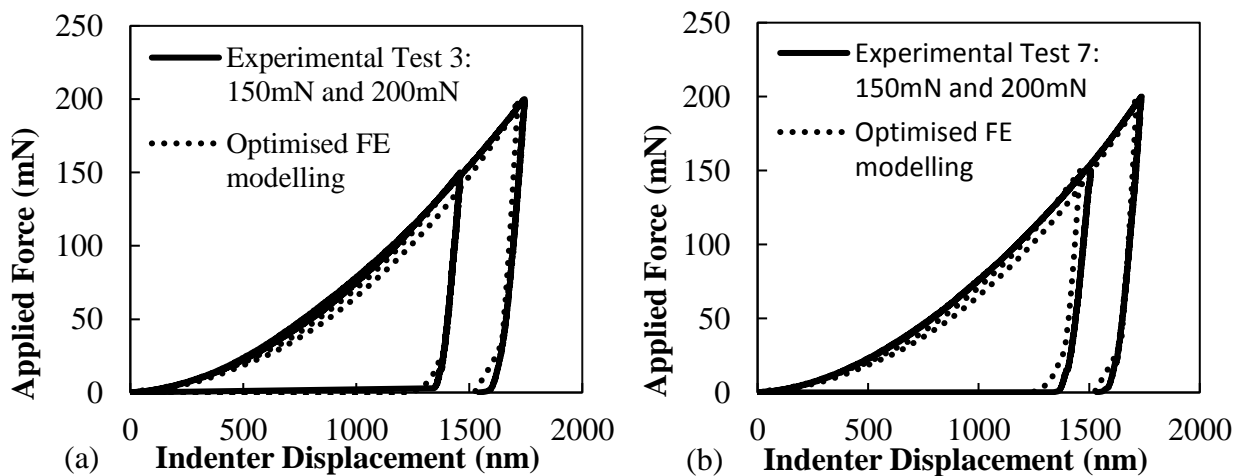 250
200
150
100
50
0
Applied Force (mN)
Experimental Test 3:
150mN and 200mN
Optimised FE
modelling
0 500 1000 1500 2000
(a) Indenter Displacement (nm)
250
200
150
100
50
0
Applied Force (mN)
Experimental Test 7:
150mN and 200mN
Optimised FE
modelling
0 500 1000 1500 2000
(b) Indenter Displacement (nm)